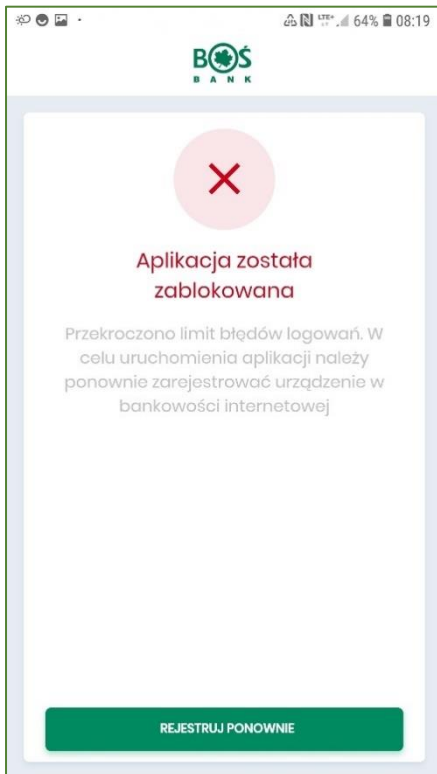 LTE+ 64% 08:19
BOŚ
BANK
Aplikacja została
zablokowana
Przekroczono limit błędów logowań. W
celu uruchomienia aplikacji należy
ponownie zarejestrować urządzenie w
bankowości internetowej
REJESTRUJ PONOWNIE